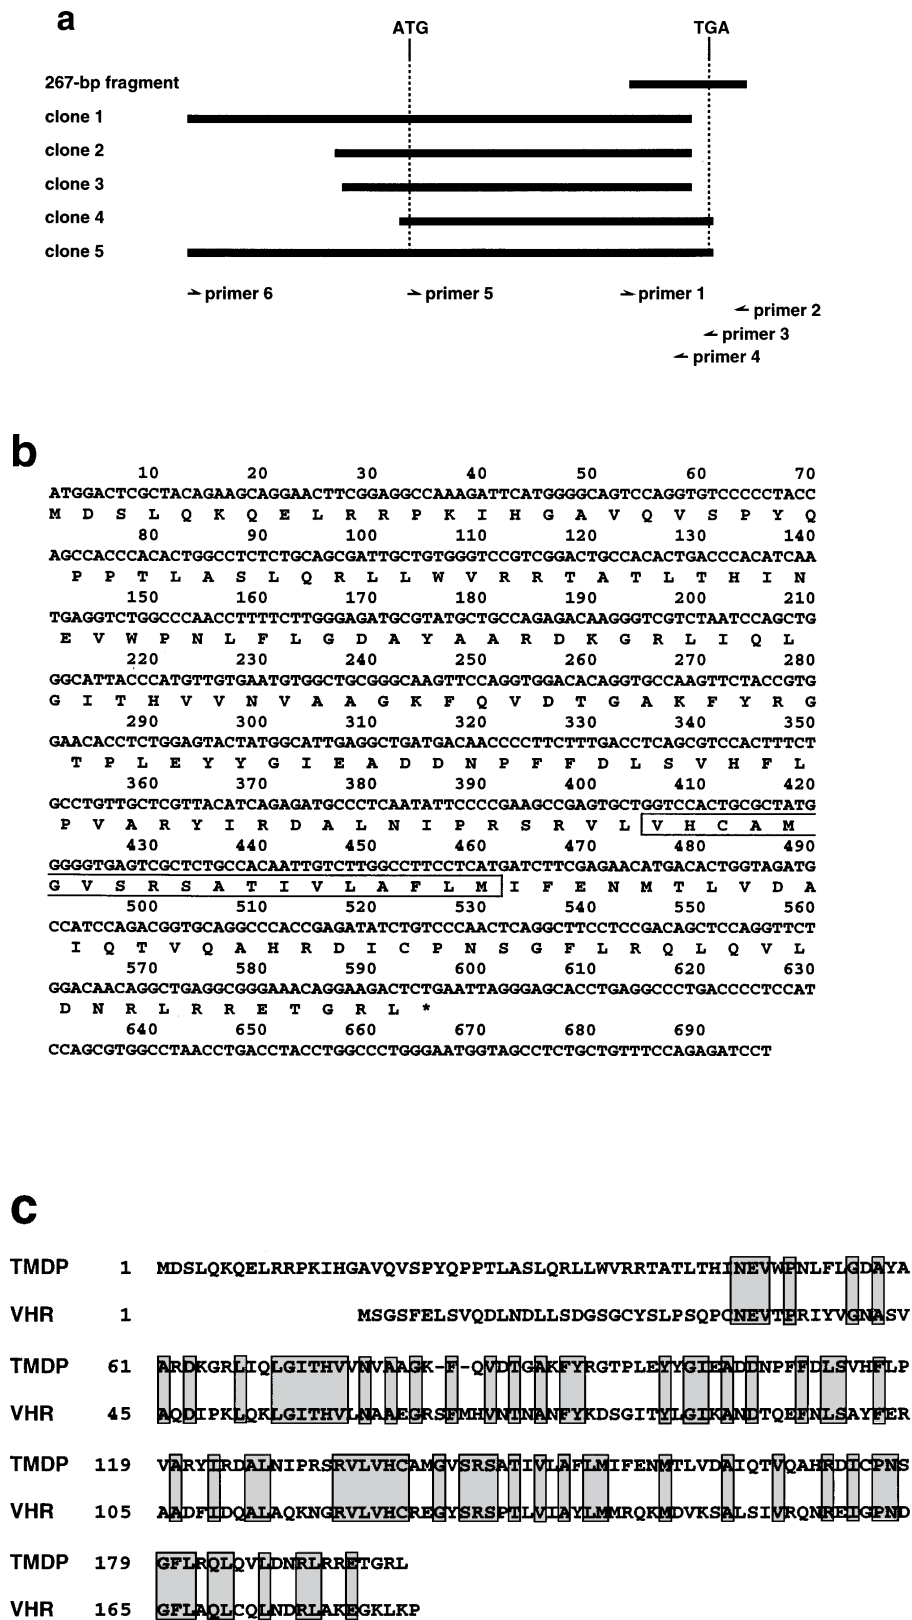 a
ATG TGA
267-bp fragment
clone 1
clone 2
clone 3
clone 4
clone 5
primer 6 primer 5 primer 1
primer 2
primer 3
primer 4
b
10 20 30 40 50 60 70
ATGGACTCGCTACAGAAGCAGGAACTTCGGAGGCCAAAGATTCATGGGGCAGTCCAGGTGTCCCCCTACC
M D S L Q K Q E L R R P K I H G A V Q V S P Y Q
80 90 100 110 120 130 140
AGCCACCCACACTGGCCTCTCTGCAGCGATTGCTGTGGGTCCGTCGGACTGCCACACTGACCCACATCAA
P P T L A S L Q R L L W V R R T A T L T H I N
150 160 170 180 190 200 210
TGAGGTCTGGCCCAACCTTTTCTTGGGAGATGCGTATGCTGCCAGAGACAAGGGTCGTCTAATCCAGCTG
E V W P N L F L G D A Y A A R D K G R L I Q L
220 230 240 250 260 270 280
GGCATTACCCATGTTGTGAATGTGGCTGCGGGCAAGTTCCAGGTGGACACAGGTGCCAAGTTCTACCGTG
G I T H V V N V A A G K F Q V D T G A K F Y R G
290 300 310 320 330 340 350
GAACACCTCTGGAGTACTATGGCATTGAGGCTGATGACAACCCCTTCTTTGACCTCAGCGTCCACTTTCT
T P L E Y Y G I E A D D N P F F D L S V H F L
360 370 380 390 400 410 420
GCCTGTTGCTCGTTACATCAGAGATGCCCTCAATATTCCCCGAAGCCGAGTGCTGGTCCACTGCGCTATG
P V A R Y I R D A L N I P R S R V L V H C A M
430 440 450 460 470 480 490
GGGGTGAGTCGCTCTGCCACAATTGTCTTGGCCTTCCTCATGATCTTCGAGAACATGACACTGGTAGATG
G V S R S A T I V L A F L M I F E N M T L V D A
500 510 520 530 540 550 560
CCATCCAGACGGTGCAGGCCCACCGAGATATCTGTCCCAACTCAGGCTTCCTCCGACAGCTCCAGGTTCT
I Q T V Q A H R D I C P N S G F L R Q L Q V L
570 580 590 600 610 620 630
GGACAACAGGCTGAGGCGGGAAACAGGAAGACTCTGAATTAGGGAGCACCTGAGGCCCTGACCCCTCCAT
D N R L R R E T G R L *
640 650 660 670 680 690
CCAGCGTGGCCTAACCTGACCTACCTGGCCCTGGGAATGGTAGCCTCTGCTGTTTCCAGAGATCCT
c
TMDP 1 MDSLQKQELRRPKIHGAVQVSPYQPPTLASLQRLLWVRRTATLTHINEVWPNLFLGDAYA
VHR 1 MSGSFELSVQDLNDLLSDGSGCYSLPSQPCNEVTPRIYVGNASV
TMDP 61 ARDKGRLIQLGITHVVNVAAGK-F-QVDTGAKFYRGTPLEYYGIEADDNPFFDLSVHFLP
VHR 45 AQDIPKLQKLGITHVLNAAEGRSFMHVNTNANFYKDSGITYLGIKANDTQEFNLSAYFER
TMDP 119 VARYIRDALNIPRSRVLVHCAMGVSRSATIVLAFLMIFENMTLVDAIQTVQAHRDICPNS
VHR 105 AADFIDQALAQKNGRVLVHCREGYSRSPTLVIAYLMMRQKMDVKSALSIVRQNREIGPND
TMDP 179 GFLRQLQVLDNRLRRETGRL
VHR 165 GFLAQLCQLNDRLAKEGKLKP